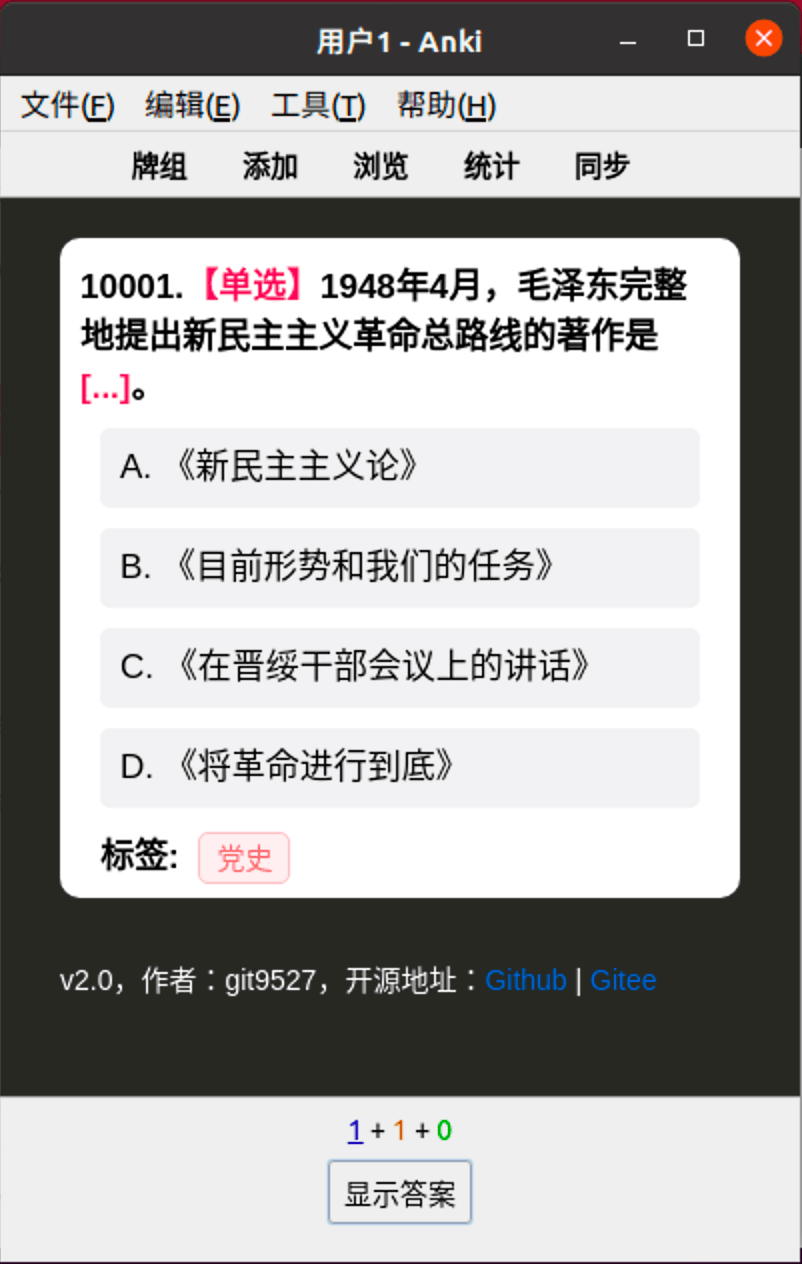 用户1 - Anki
文件(F) 编辑(E) 工具(T) 帮助(H)
牌组 添加 浏览 统计 同步
10001.【单选】1948年4月，毛泽东完整
地提出新民主主义革命总路线的著作是
[...]。
A. 《新民主主义论》
B. 《目前形势和我们的任务》
C. 《在晋绥干部会议上的讲话》
D. 《将革命进行到底》
标签: 党史
v2.0，作者：git9527，开源地址：Github | Gitee
1 + 1 + 0
显示答案